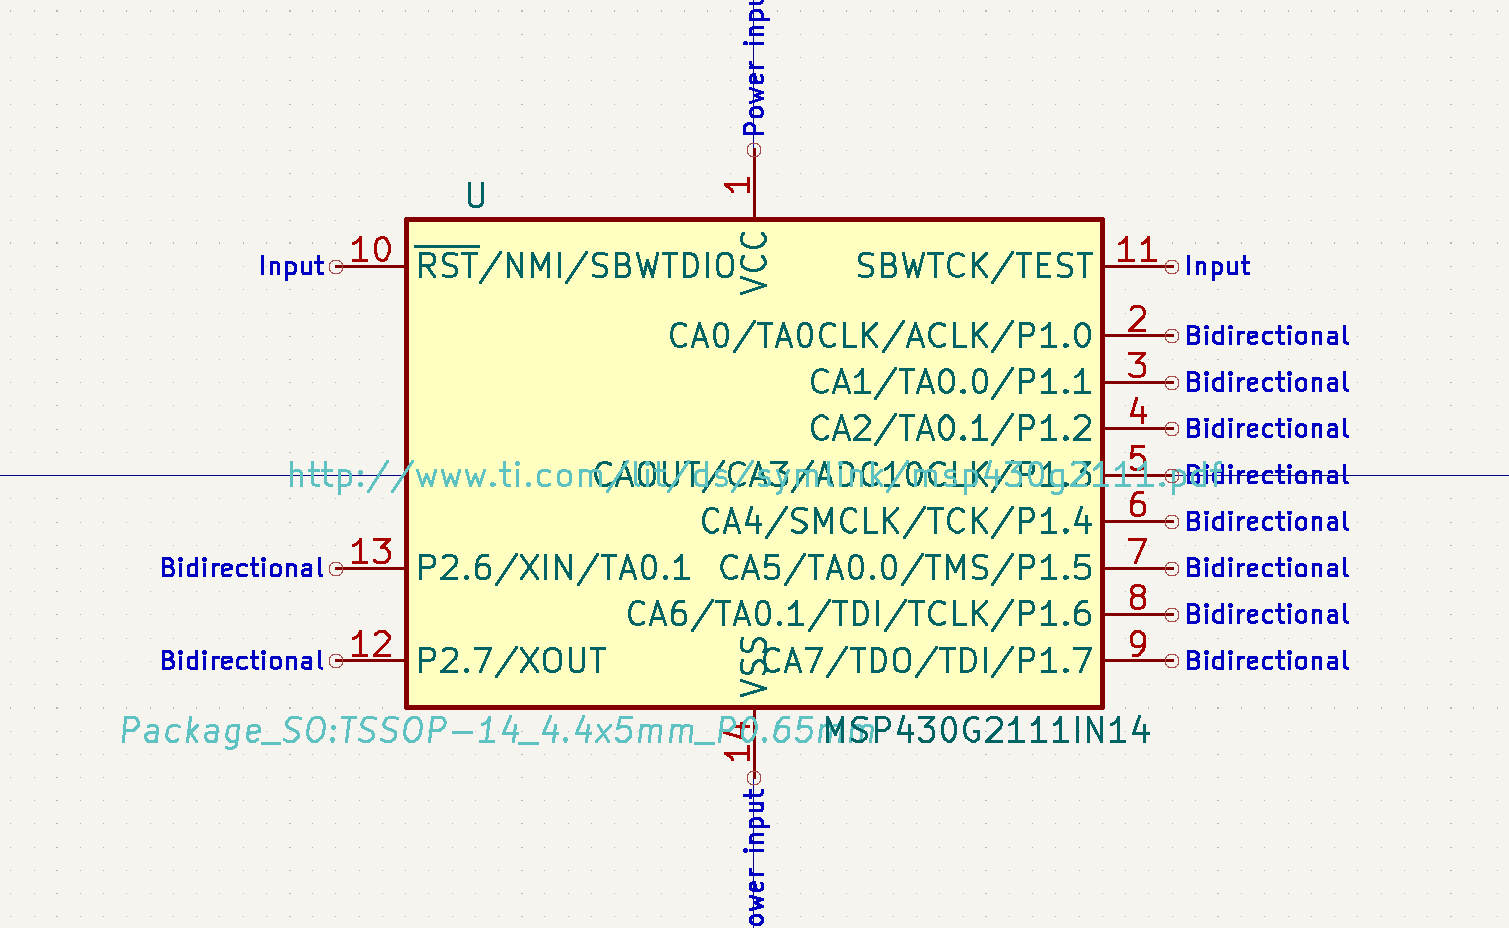 Power input
1
U
VCC
Input 10 RST/NMI/SBWTDIO SBWTCK/TEST 11 Input
CA0/TA0CLK/ACLK/P1.0 2 Bidirectional
CA1/TA0.0/P1.1 3 Bidirectional
CA2/TA0.1/P1.2 4 Bidirectional
http://www.ti.com/lit/ds/symlink/msp430g2111.pdf
CAOUT/CA3/ADC10CLK/P1.3 5 Bidirectional
CA4/SMCLK/TCK/P1.4 6 Bidirectional
Bidirectional 13 P2.6/XIN/TA0.1 CA5/TA0.0/TMS/P1.5 7 Bidirectional
CA6/TA0.1/TDI/TCLK/P1.6 8 Bidirectional
Bidirectional 12 P2.7/XOUT CA7/TDO/TDI/P1.7 9 Bidirectional
VSS
Package_SO:TSSOP-14_4.4x5mm_P0.65mm MSP430G2111IN14
14
ower input